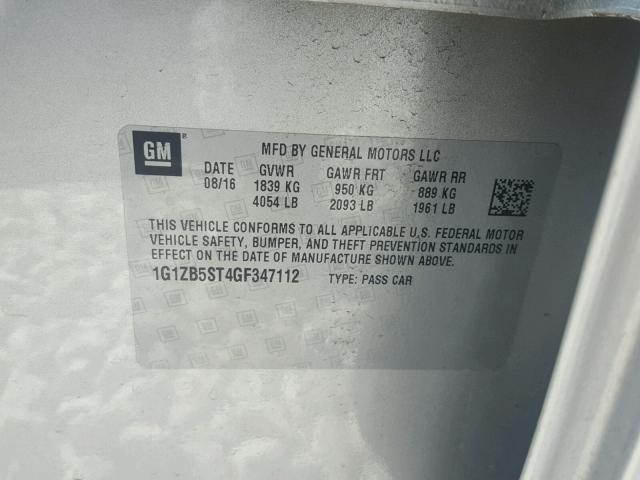 GM
MFD BY GENERAL MOTORS LLC
DATE GVWR GAWR FRT GAWR RR
08/16 1839 KG 950 KG 889 KG
4054 LB 2093 LB 1961 LB
THIS VEHICLE CONFORMS TO ALL APPLICABLE U.S. FEDERAL MOTOR
VEHICLE SAFETY, BUMPER, AND THEFT PREVENTION STANDARDS IN
EFFECT ON THE DATE OF MANUFACTURE SHOWN ABOVE.
1G1ZB5ST4GF347112 TYPE: PASS CAR